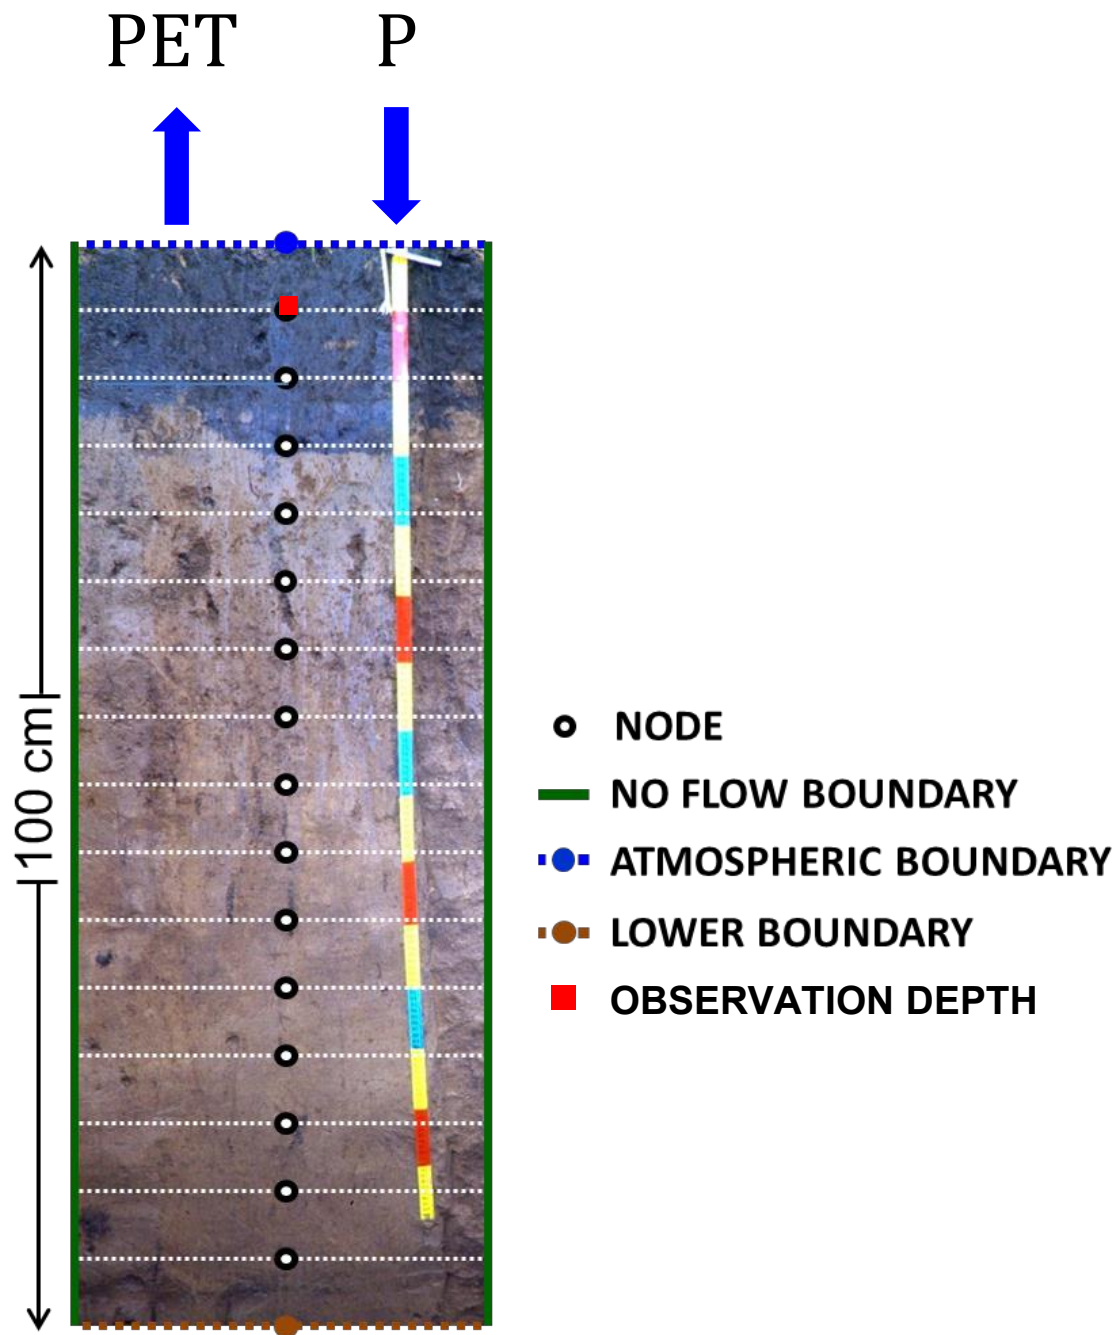 PET P
|100 cm|
NODE
NO FLOW BOUNDARY
ATMOSPHERIC BOUNDARY
LOWER BOUNDARY
OBSERVATION DEPTH